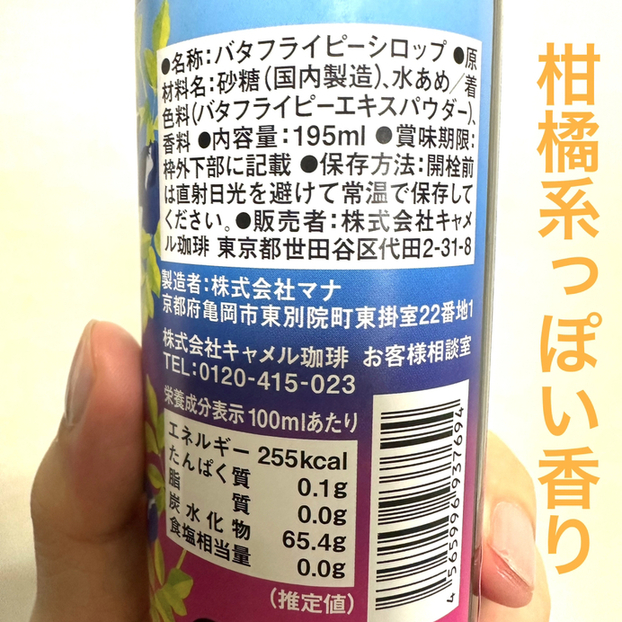 ●名称:バタフライピーシロップ ●原
材料名:砂糖(国内製造)、水あめ/着
色料(バタフライピーエキスパウダー)、
香料 ●内容量:195ml ●賞味期限:
枠外下部に記載 ●保存方法:開栓前
は直射日光を避けて常温で保存して
ください。●販売者:株式会社キャメ
ル珈琲 東京都世田谷区代田2-31-8
製造者:株式会社マナ
京都府亀岡市東別院町東掛室22番地1
株式会社キャメル珈琲 お客様相談室
TEL:0120-415-023
栄養成分表示 100mlあたり
エネルギー 255kcal
たんぱく質 0.1g
脂質 0.0g
炭水化物 65.4g
食塩相当量 0.0g
(推定値)
4 565996 937694
柑橘系っぽい香り